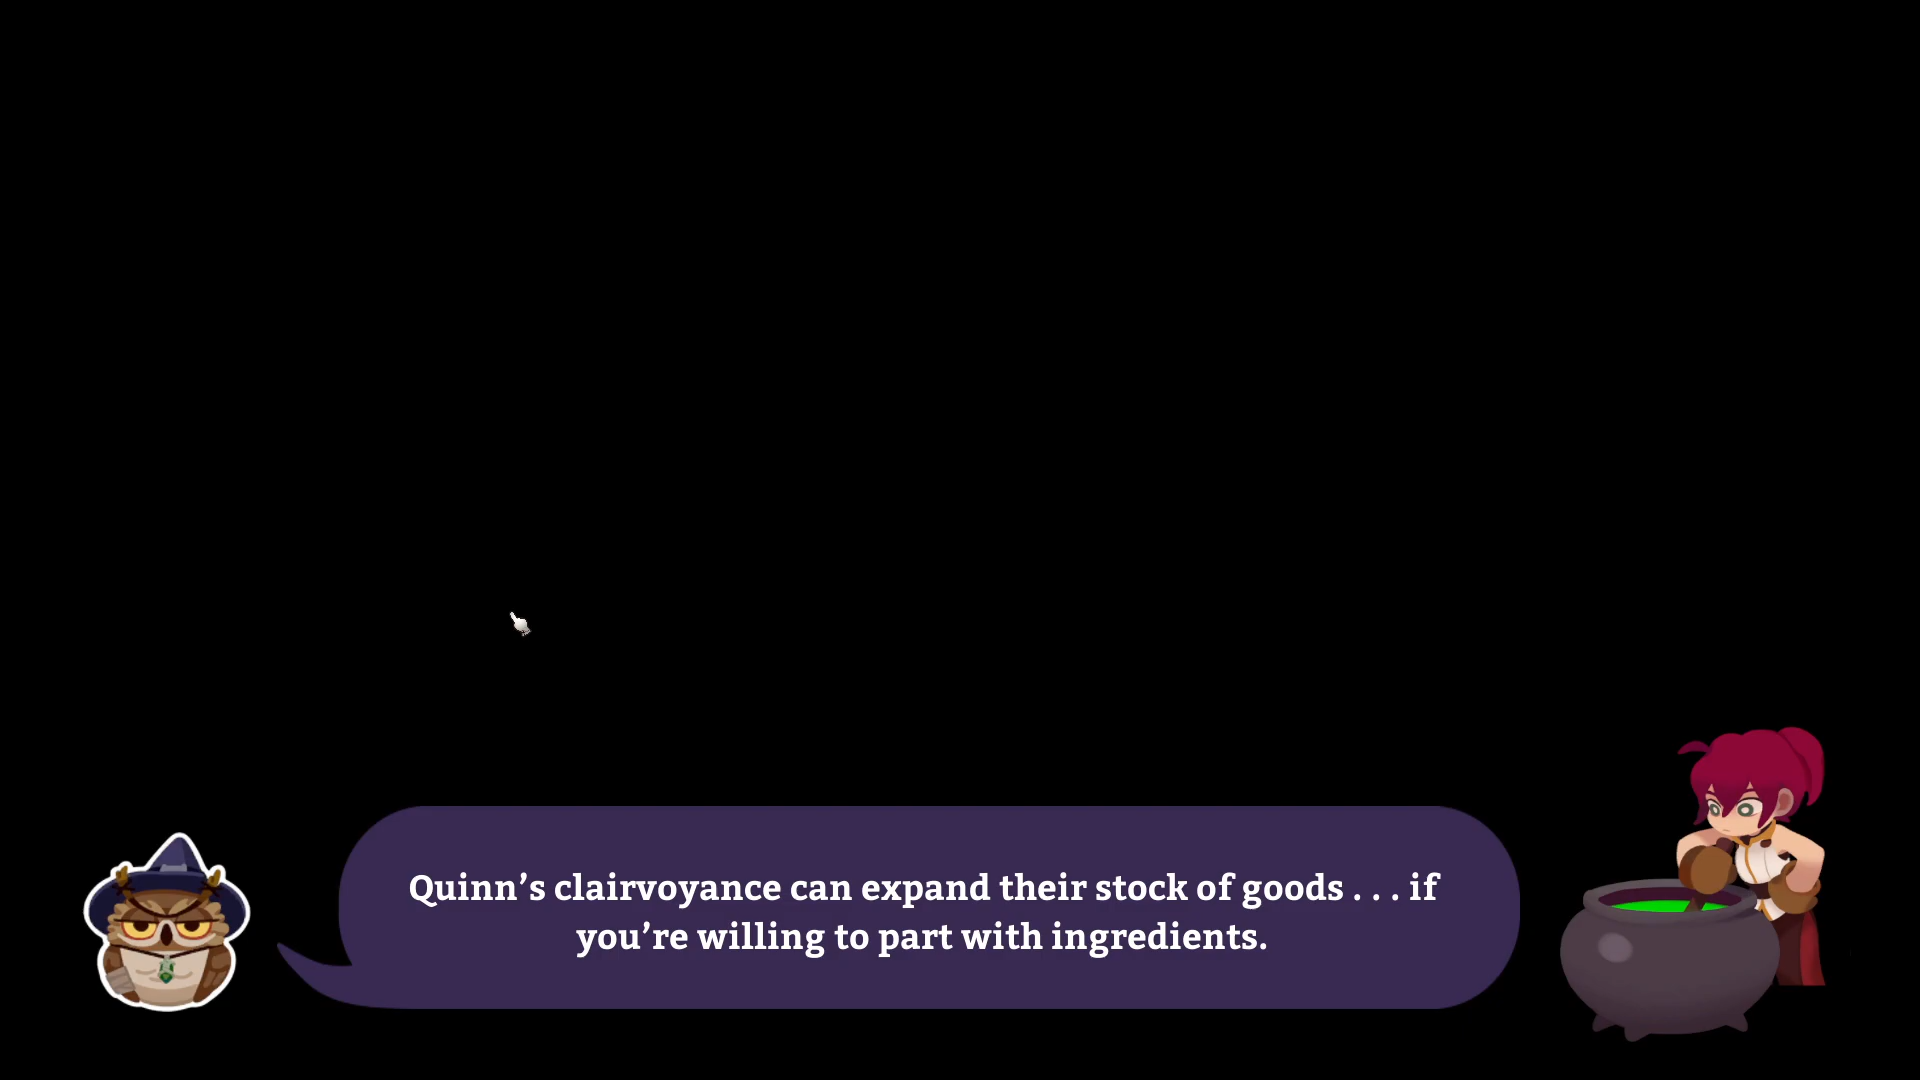 Quinn’s clairvoyance can expand their stock of goods . . . if
you’re willing to part with ingredients.